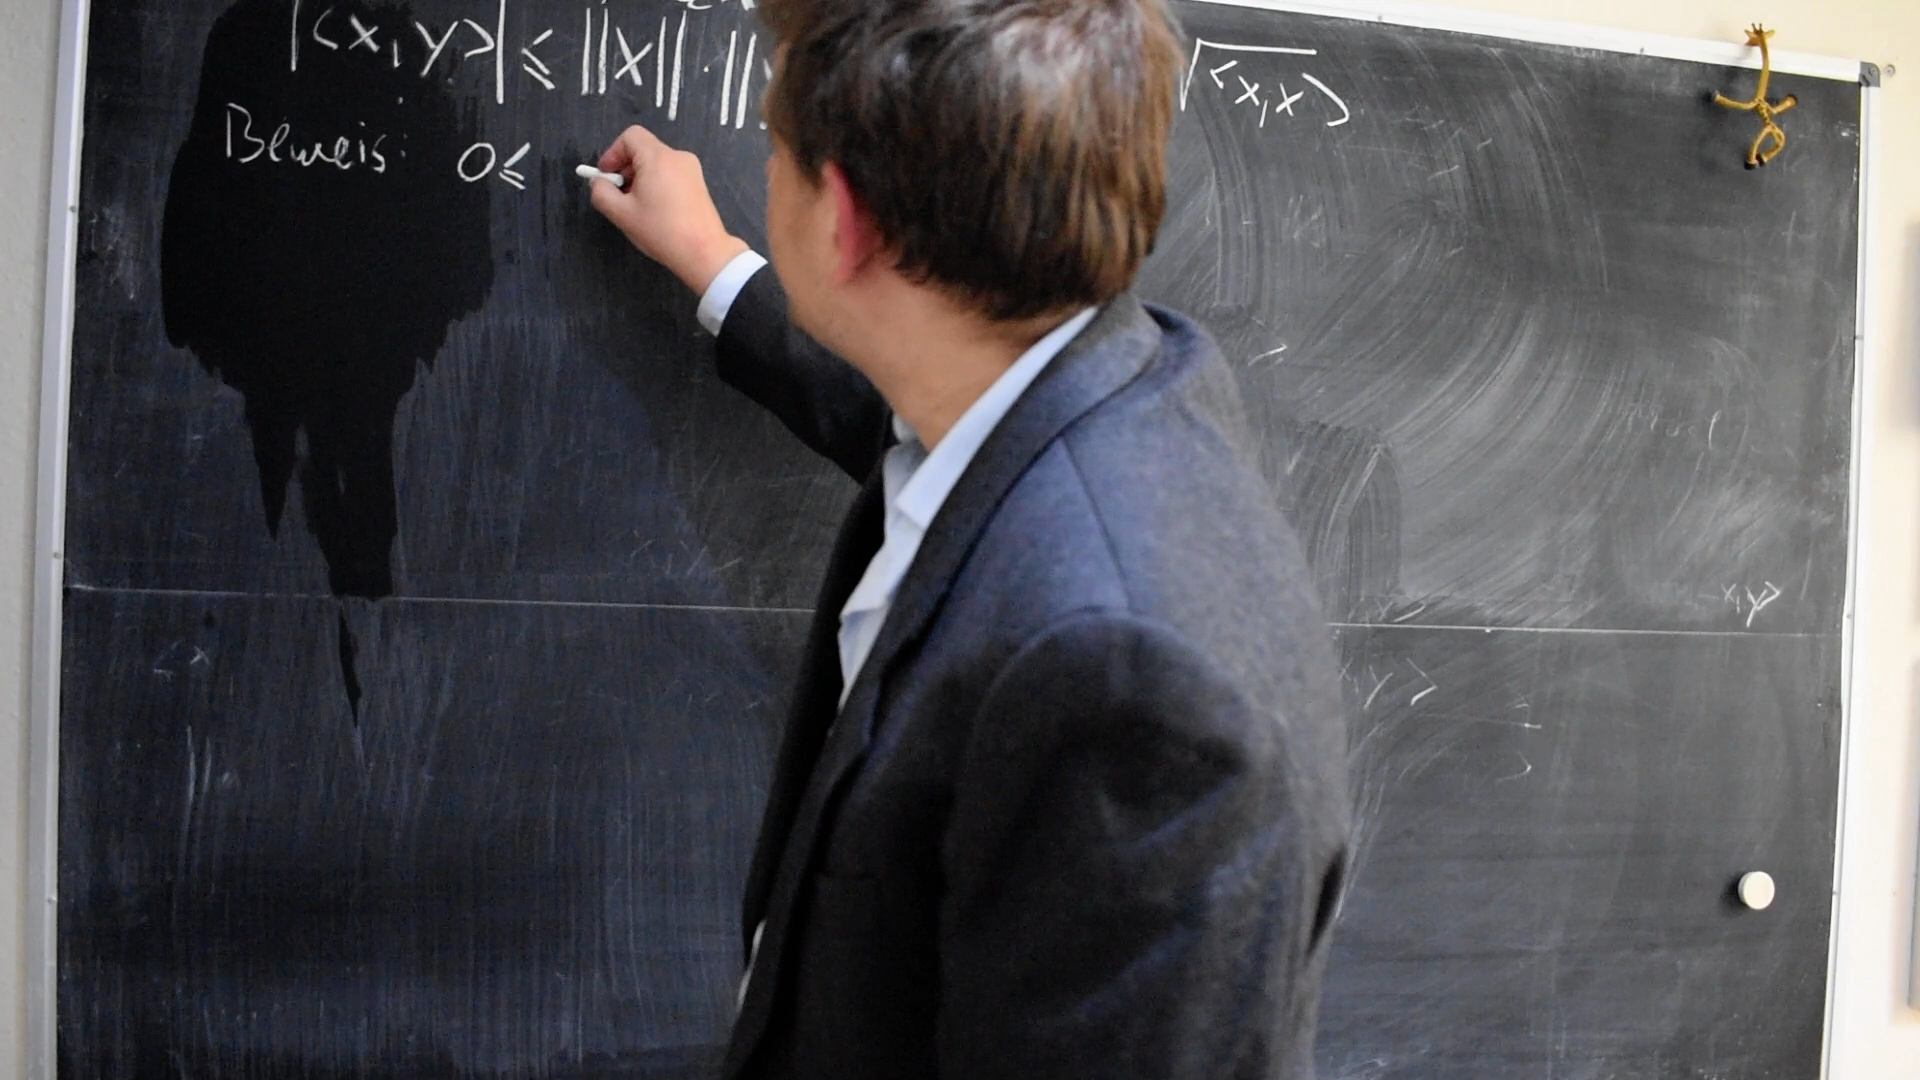 |<x,y>| ≤ ||x||·|| √<x,x>
Beweis: 0≤
x,y>